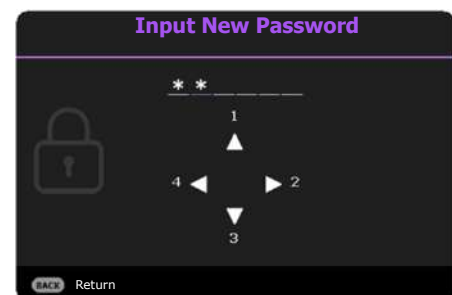 Input New Password
* * _ _ _ _
1
4 2
3
BACK Return